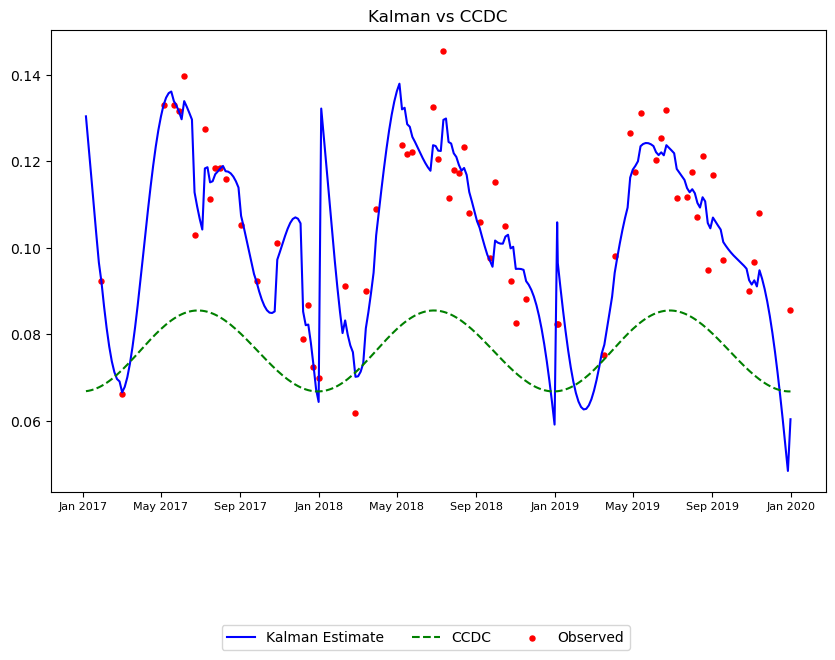 Kalman vs CCDC
0.14
0.12
0.10
0.08
0.06
Jan 2017 May 2017 Sep 2017 Jan 2018 May 2018 Sep 2018 Jan 2019 May 2019 Sep 2019 Jan 2020
Kalman Estimate CCDC Observed